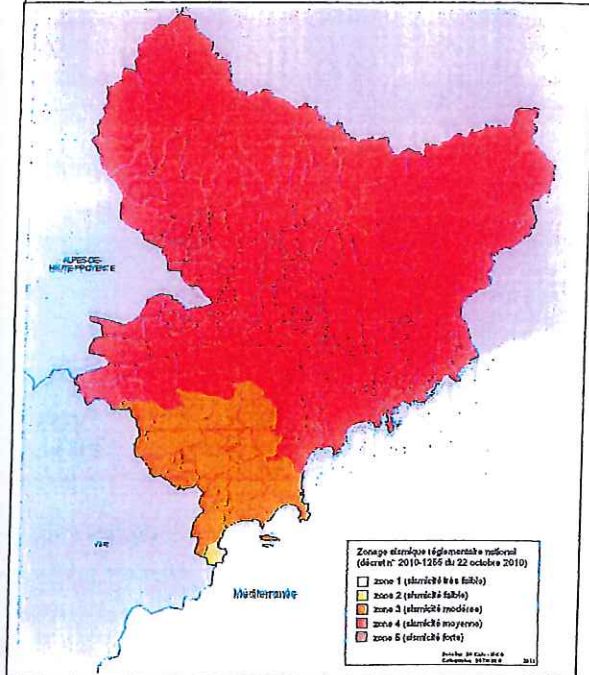 ALPES-DE-
HAUTE-PROVENCE
VAR
Méditerranée
Zonage sismique réglementaire national
(décret n° 2010-1255 du 22 octobre 2010)
zone 1 (sismicité très faible)
zone 2 (sismicité faible)
zone 3 (sismicité modérée)
zone 4 (sismicité moyenne)
zone 5 (sismicité forte)
2011